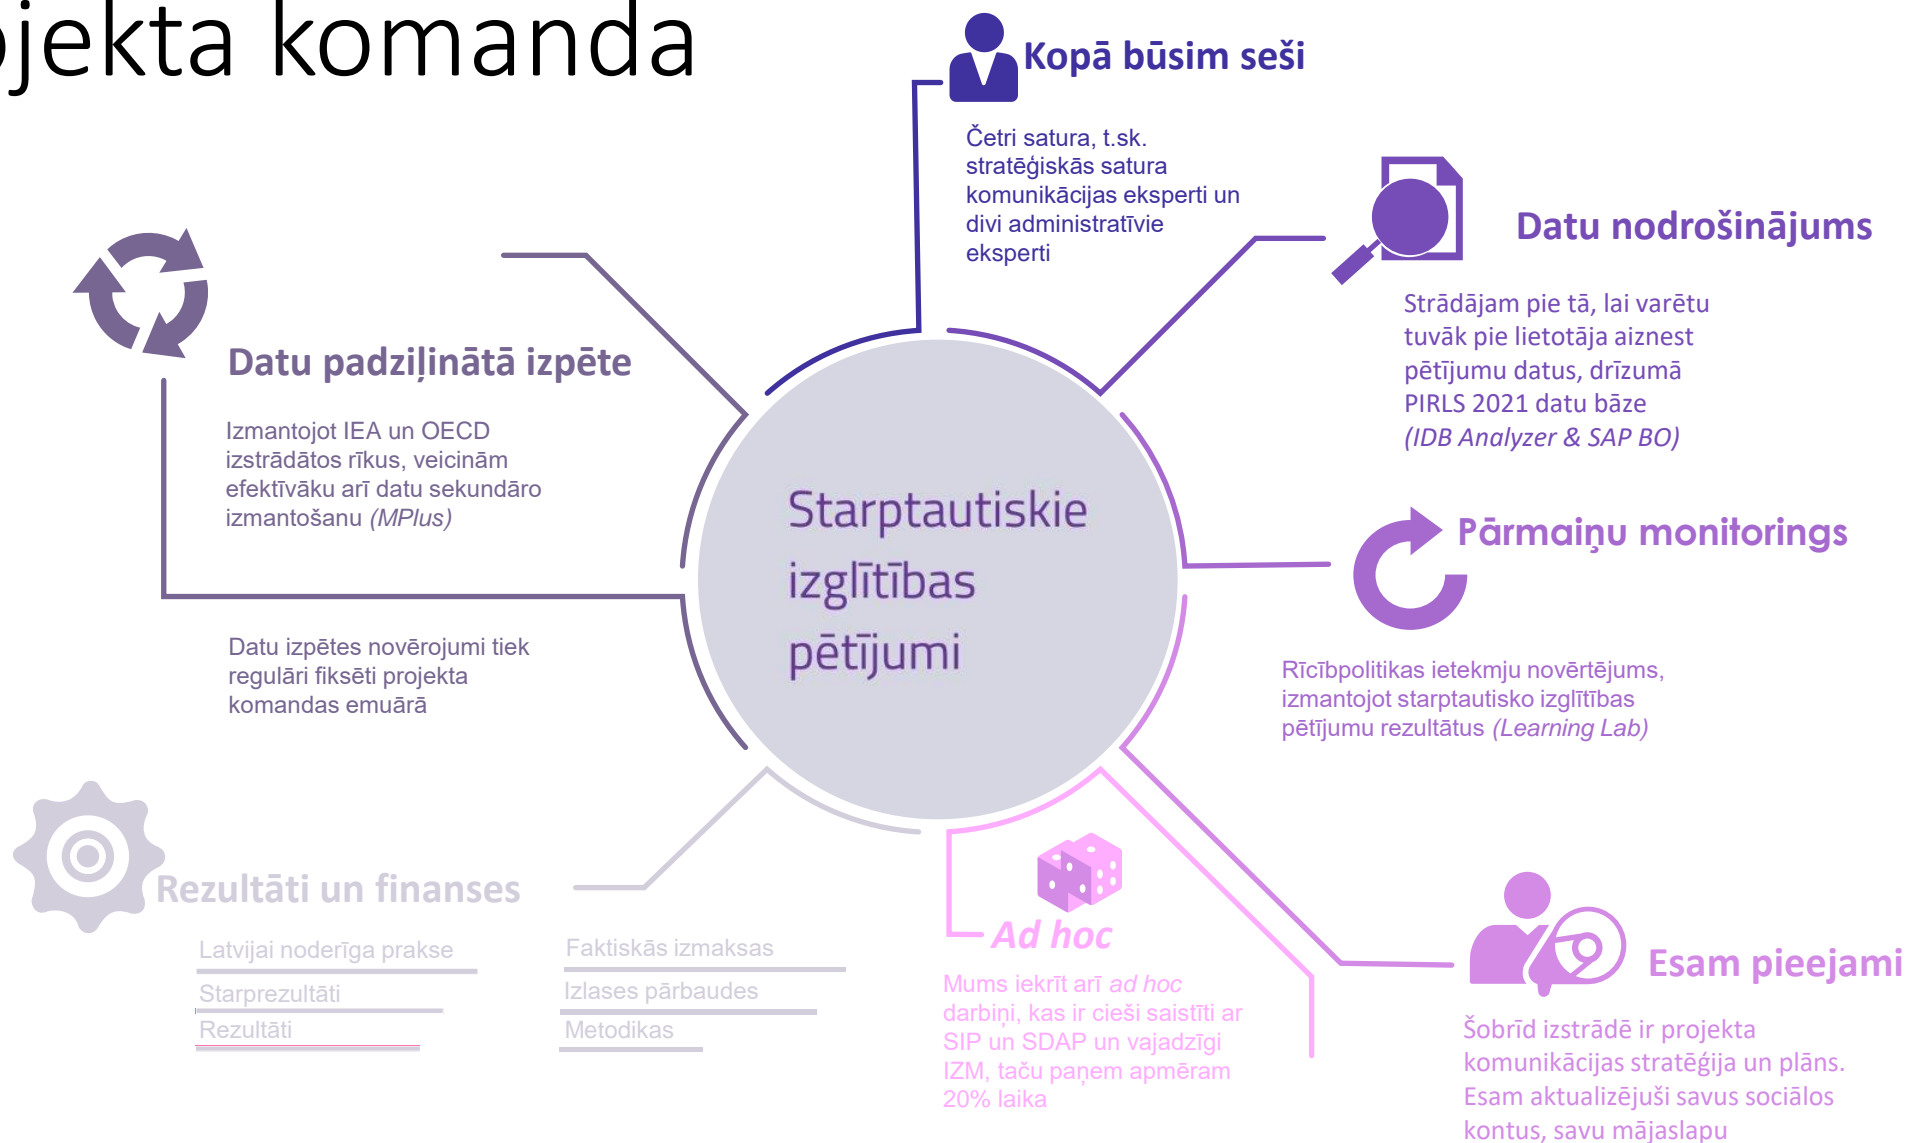 ojekta komanda
Kopā būsim seši
Četri satura, t.sk.
stratēģiskās satura
komunikācijas eksperti un
divi administratīvie
eksperti
Datu nodrošinājums
Strādājam pie tā, lai varētu
tuvāk pie lietotāja aiznest
pētījumu datus, drīzumā
PIRLS 2021 datu bāze
(IDB Analyzer & SAP BO)
Datu padziļinātā izpēte
Izmantojot IEA un OECD
izstrādātos rīkus, veicinām
efektīvāku arī datu sekundāro
izmantošanu (MPlus)
Datu izpētes novērojumi tiek
regulāri fiksēti projekta
komandas emuārā
Starptautiskie
izglītības
pētījumi
Pārmaiņu monitorings
Rīcībpolitikas ietekmju novērtējums,
izmantojot starptautisko izglītības
pētījumu rezultātus (Learning Lab)
Rezultāti un finanses
Latvijai noderīga prakse
Starprezultāti
Rezultāti
Faktiskās izmaksas
Izlases pārbaudes
Metodikas
Ad hoc
Mums iekrīt arī ad hoc
darbiņi, kas ir cieši saistīti ar
SIP un SDAP un vajadzīgi
IZM, taču paņem apmēram
20% laika
Esam pieejami
Šobrīd izstrādē ir projekta
komunikācijas stratēģija un plāns.
Esam aktualizējuši savus sociālos
kontus, savu mājaslapu